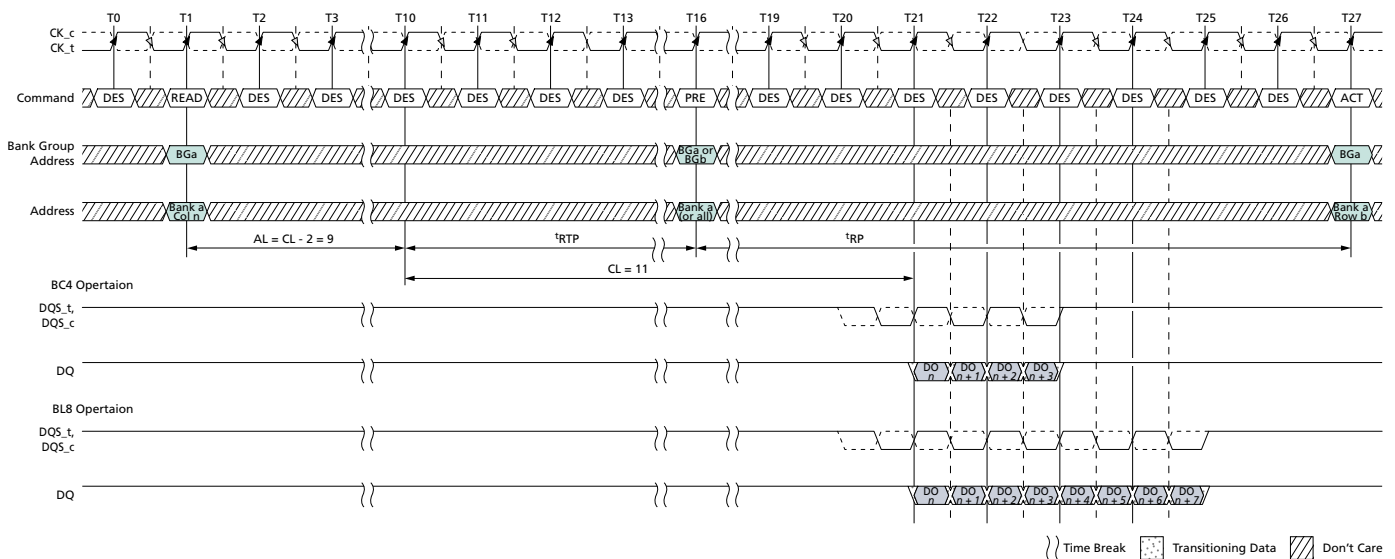 T0 T1 T2 T3 T10 T11 T12 T13 T16 T19 T20 T21 T22 T23 T24 T25 T26 T27
CK_c
CK_t
Command DES READ DES DES DES DES DES DES PRE DES DES DES DES DES DES DES DES ACT
Bank Group
Address
BGa
BGa or
BGb
BGa
Address
Bank a
Col n
Bank a
(or all)
Bank a
Row b
AL = CL - 2 = 9
tRTP
tRP
CL = 11
BC4 Opertaion
DQS_t,
DQS_c
DQ
DO
n
DO
n + 1
DO
n + 2
DO
n + 3
BL8 Opertaion
DQS_t,
DQS_c
DQ
DO
n
DO
n + 1
DO
n + 2
DO
n + 3
DO
n + 4
DO
n + 5
DO
n + 6
DO
n + 7
Time Break Transitioning Data Don't Care